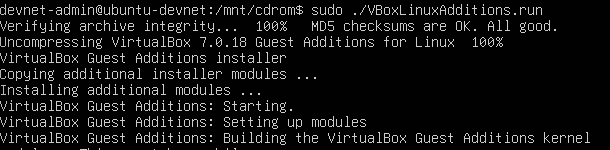 devnet-admin@ubuntu-devnet:/mnt/cdrom$ sudo ./VBoxLinuxAdditions.run
Verifying archive integrity...  100%   MD5 checksums are OK. All good.
Uncompressing VirtualBox 7.0.18 Guest Additions for Linux  100%
VirtualBox Guest Additions installer
Copying additional installer modules ...
Installing additional modules ...
VirtualBox Guest Additions: Starting.
VirtualBox Guest Additions: Setting up modules
VirtualBox Guest Additions: Building the VirtualBox Guest Additions kernel